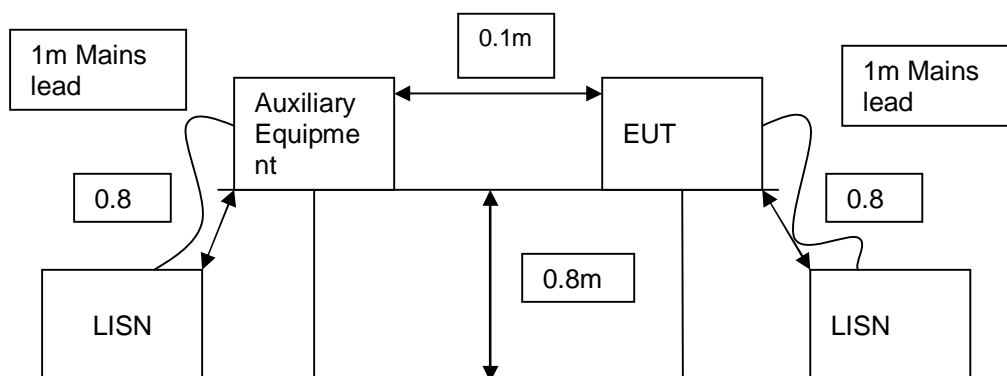 0.1m
1m Mains
lead
1m Mains
lead
Auxiliary
Equipme
nt
EUT
0.8
0.8
0.8m
LISN
LISN